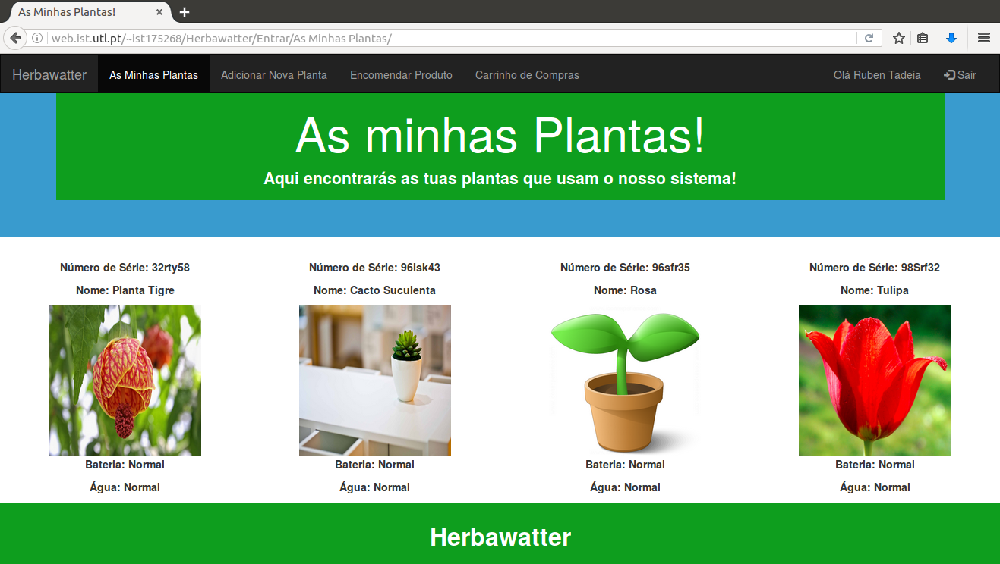 As Minhas Plantas!
web.ist.utl.pt/~ist175268/Herbawatter/Entrar/As Minhas Plantas/
Herbawatter As Minhas Plantas Adicionar Nova Planta Encomendar Produto Carrinho de Compras Olá Ruben Tadeia Sair
As minhas Plantas!
Aqui encontrarás as tuas plantas que usam o nosso sistema!
Número de Série: 32rty58
Nome: Planta Tigre
Bateria: Normal
Água: Normal
Número de Série: 96lsk43
Nome: Cacto Suculenta
Bateria: Normal
Água: Normal
Número de Série: 96sfr35
Nome: Rosa
Bateria: Normal
Água: Normal
Número de Série: 98Srf32
Nome: Tulipa
Bateria: Normal
Água: Normal
Herbawatter